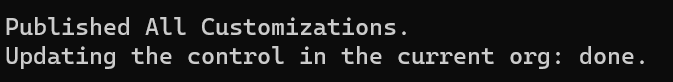 Published All Customizations.
Updating the control in the current org: done.